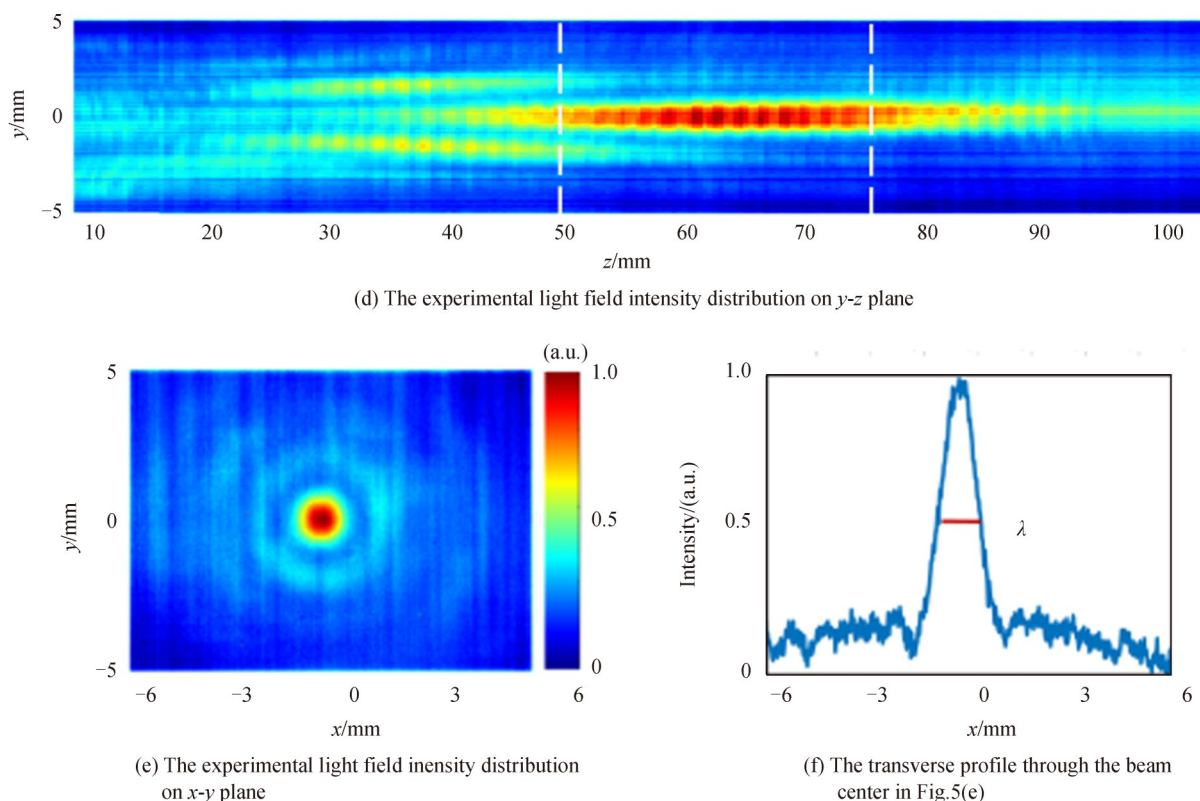 5
0
−5
y/mm
10 20 30 40 50 60 70 80 90 100
z/mm
(d) The experimental light field intensity distribution on y-z plane
(a.u.)
5
0
−5
y/mm
1.0
0.5
0
−6 −3 0 3 6
x/mm
(e) The experimental light field inensity distribution
on x-y plane
1.0
0.5
0
Intensity/(a.u.)
λ
−6 −3 0 3 6
x/mm
(f) The transverse profile through the beam
center in Fig.5(e)